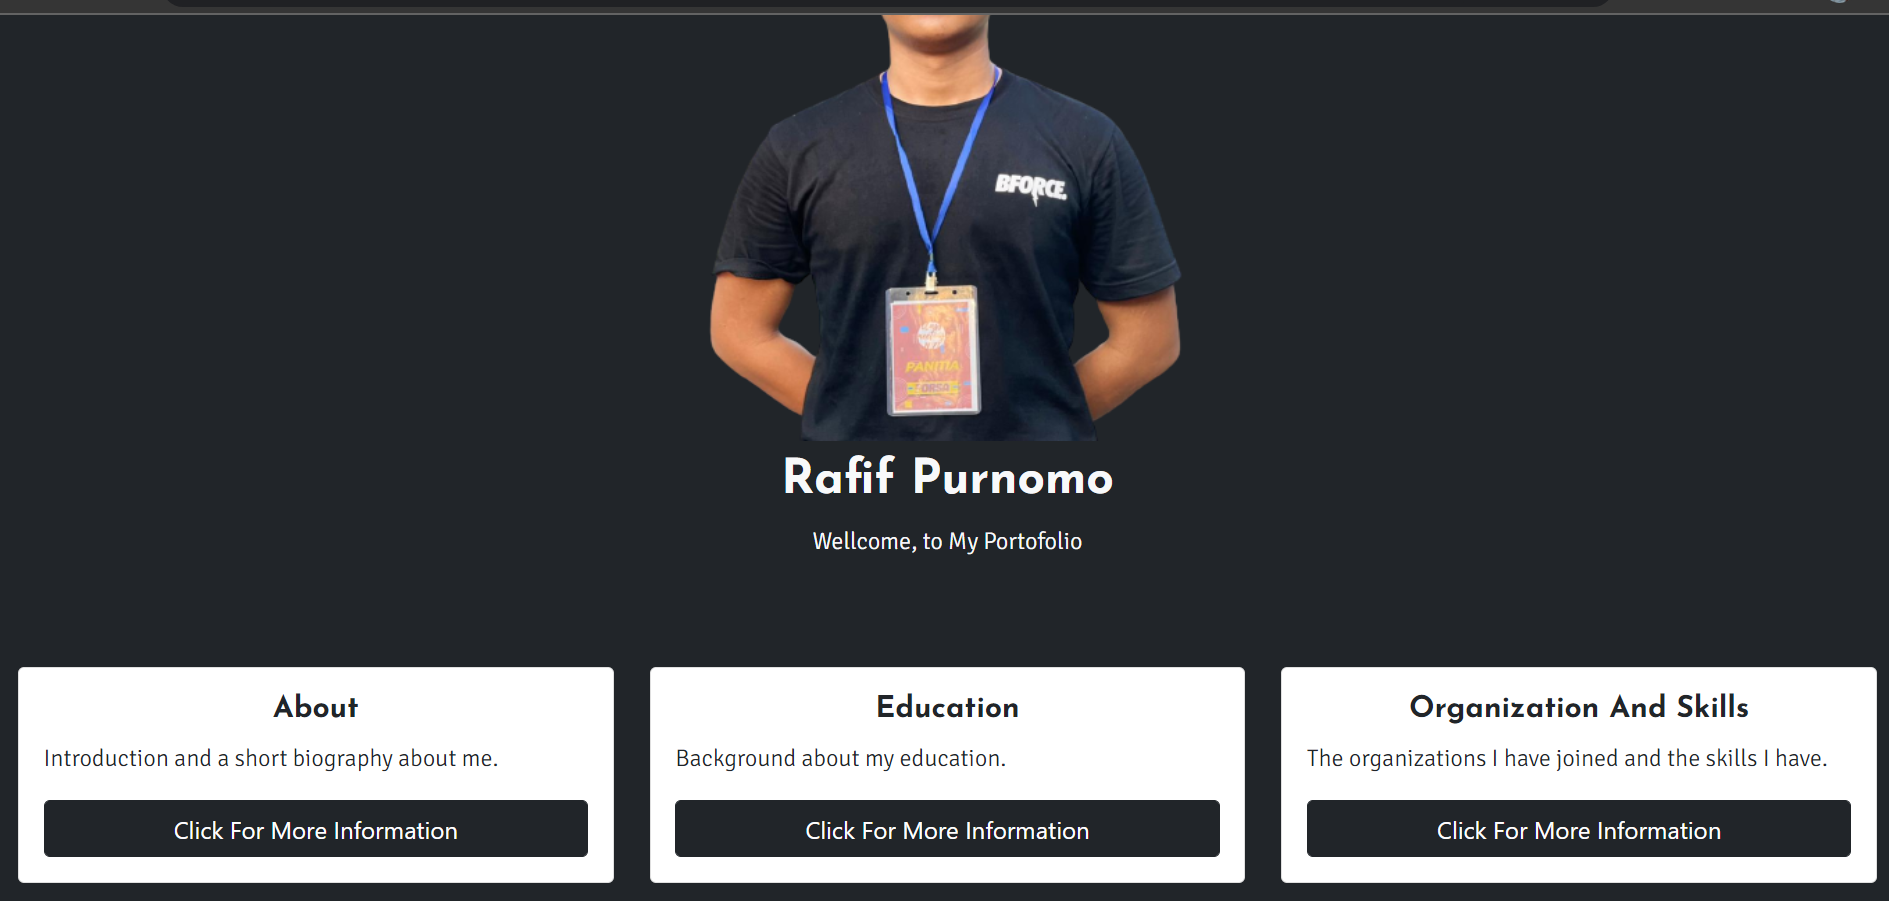 BFORCE.
PANITIA
Rafif Purnomo
Wellcome, to My Portofolio
About
Introduction and a short biography about me.
Click For More Information
Education
Background about my education.
Click For More Information
Organization And Skills
The organizations I have joined and the skills I have.
Click For More Information